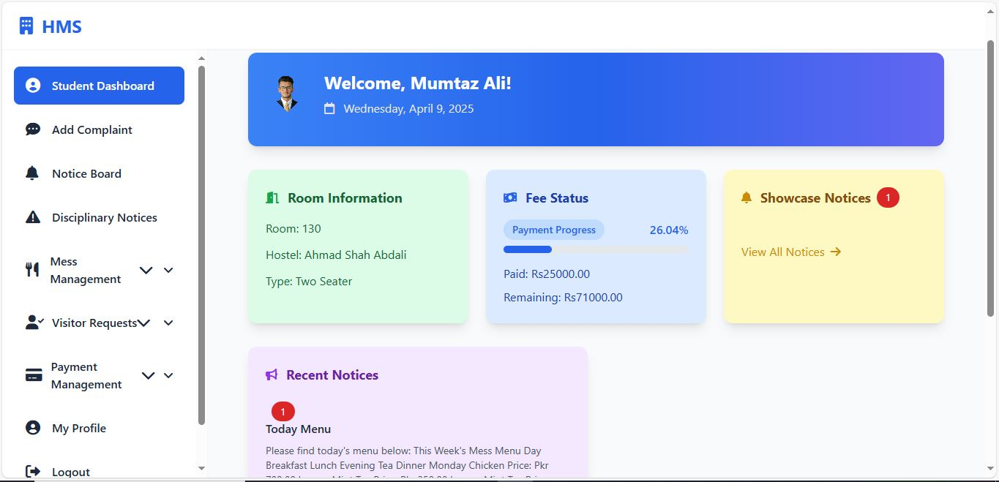 HMS
Student Dashboard
Add Complaint
Notice Board
Disciplinary Notices
Mess
Management
Visitor Requests
Payment
Management
My Profile
Logout
Welcome, Mumtaz Ali!
Wednesday, April 9, 2025
Room Information
Room: 130
Hostel: Ahmad Shah Abdali
Type: Two Seater
Fee Status
Payment Progress 26.04%
Paid: Rs25000.00
Remaining: Rs71000.00
Showcase Notices 1
View All Notices
Recent Notices
1
Today Menu
Please find today's menu below: This Week's Mess Menu Day
Breakfast Lunch Evening Tea Dinner Monday Chicken Price: Pkr